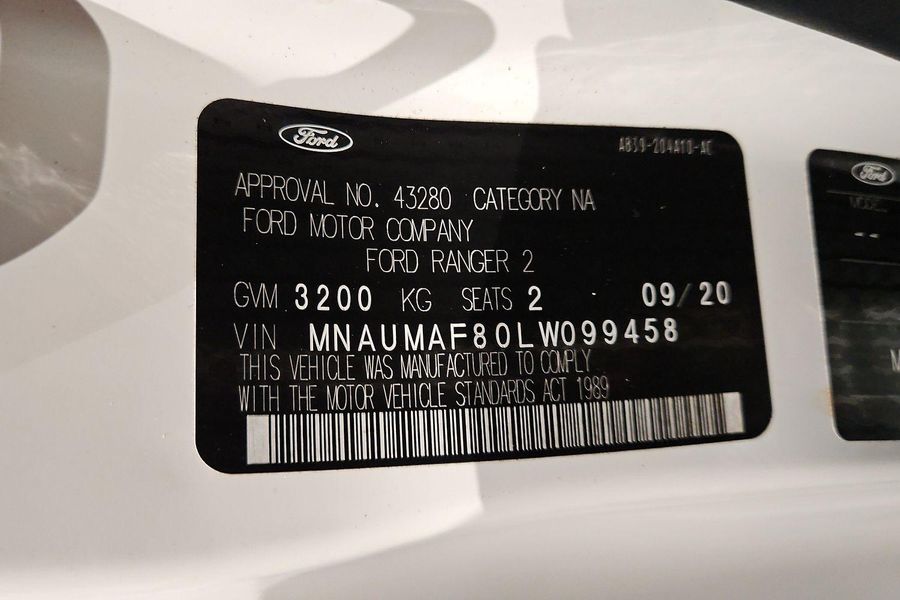 Ford
AB39-204A10-AE
APPROVAL NO. 43280 CATEGORY NA
FORD MOTOR COMPANY
FORD RANGER 2
GVM 3200 KG SEATS 2 09/20
VIN MNAUMAF80LW099458
THIS VEHICLE WAS MANUFACTURED TO COMPLY
WITH THE MOTOR VEHICLE STANDARDS ACT 1989
Ford